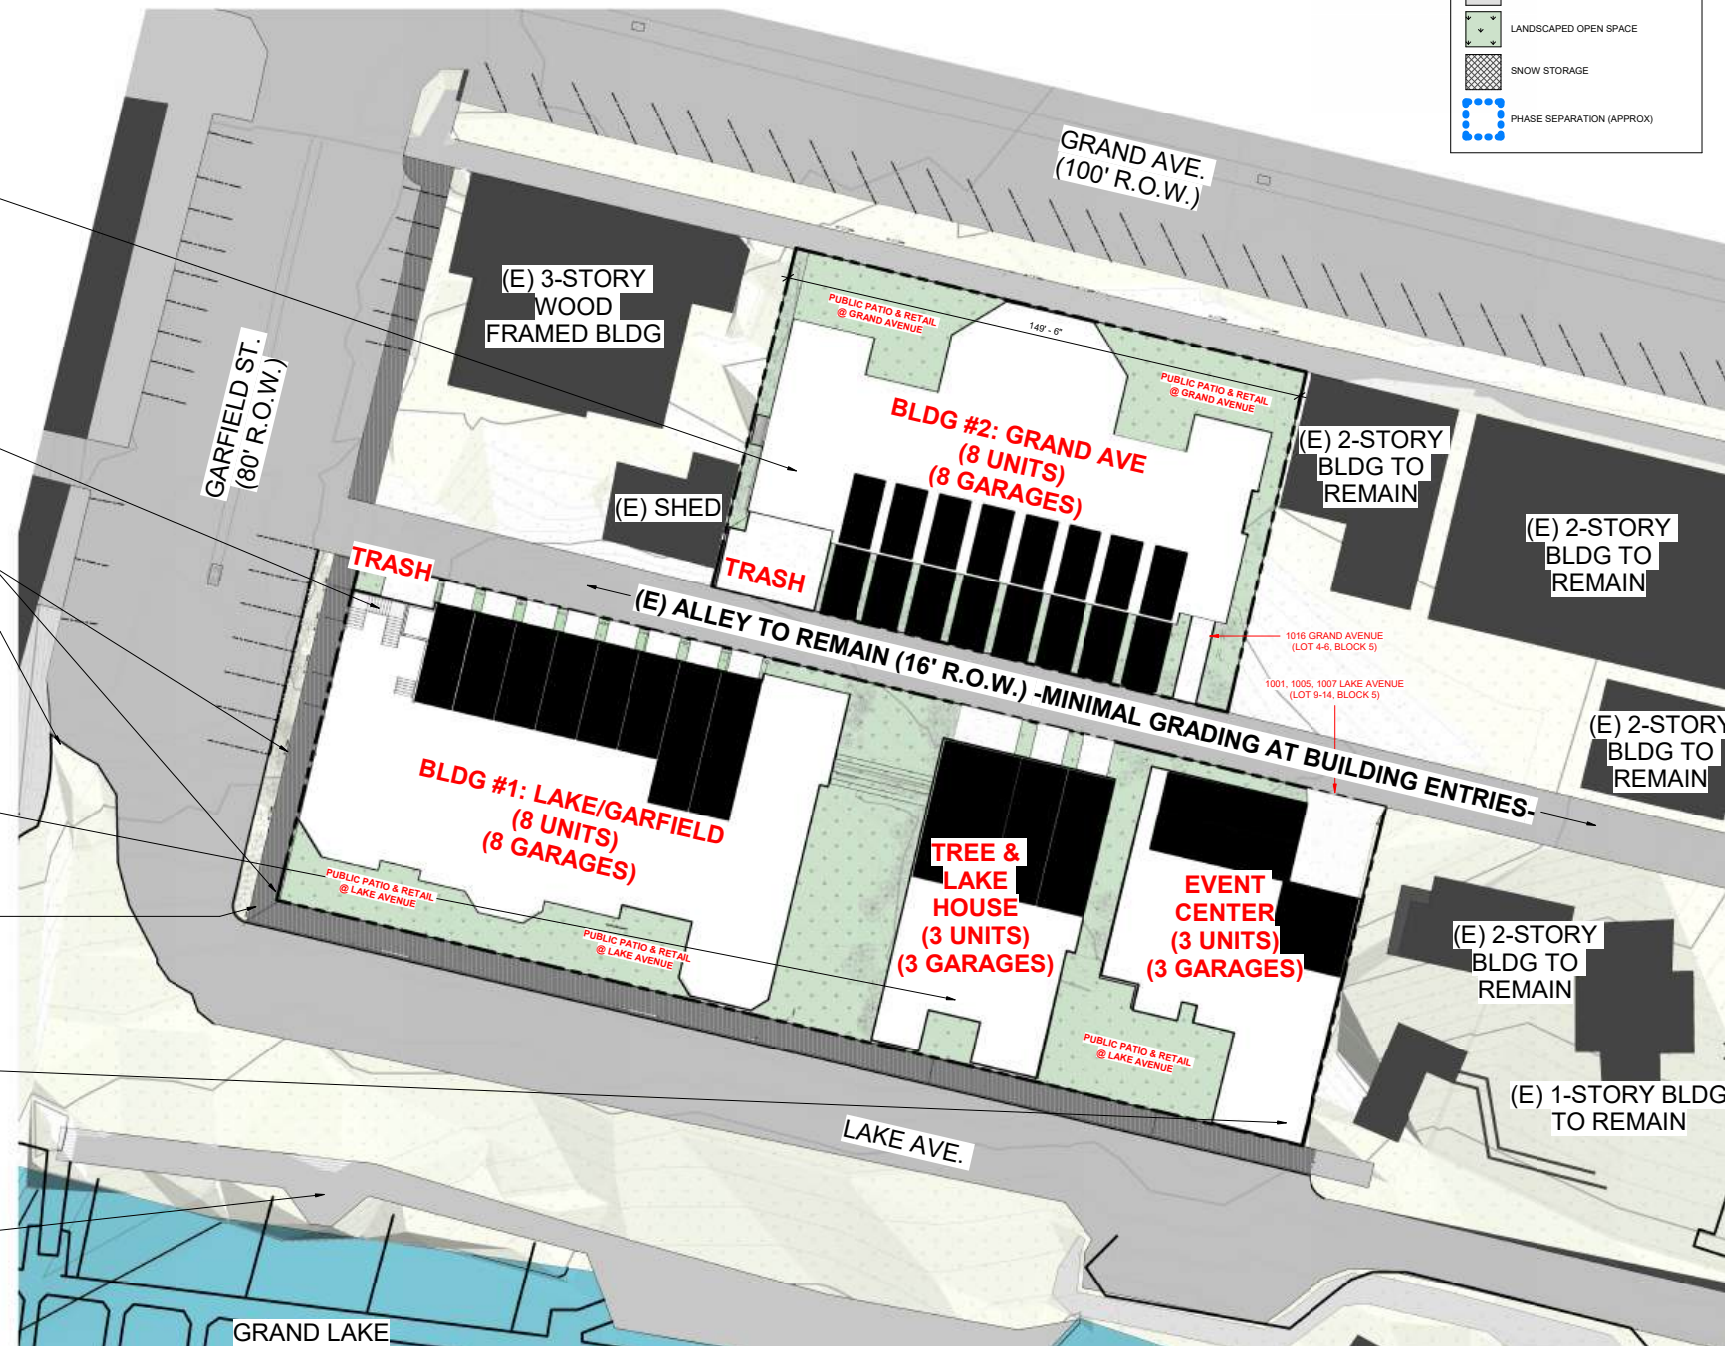 LANDSCAPED OPEN SPACE
SNOW STORAGE
PHASE SEPARATION (APPROX)
GRAND AVE.
(100' R.O.W.)
(E) 3-STORY
WOOD
FRAMED BLDG
PUBLIC PATIO & RETAIL
@ GRAND AVENUE
149' - 6"
PUBLIC PATIO & RETAIL
@ GRAND AVENUE
GARFIELD ST.
(80' R.O.W.)
BLDG #2: GRAND AVE
(8 UNITS)
(8 GARAGES)
(E) 2-STORY
BLDG TO
REMAIN
(E) 2-STORY
BLDG TO
REMAIN
(E) SHED
TRASH
TRASH
(E) ALLEY TO REMAIN (16' R.O.W.) -MINIMAL GRADING AT BUILDING ENTRIES-
1016 GRAND AVENUE
(LOT 4-6, BLOCK 5)
1001, 1005, 1007 LAKE AVENUE
(LOT 9-14, BLOCK 5)
(E) 2-STORY
BLDG TO
REMAIN
BLDG #1: LAKE/GARFIELD
(8 UNITS)
(8 GARAGES)
TREE &
LAKE
HOUSE
(3 UNITS)
(3 GARAGES)
EVENT
CENTER
(3 UNITS)
(3 GARAGES)
PUBLIC PATIO & RETAIL
@ LAKE AVENUE
PUBLIC PATIO & RETAIL
@ LAKE AVENUE
(E) 2-STORY
BLDG TO
REMAIN
PUBLIC PATIO & RETAIL
@ LAKE AVENUE
(E) 1-STORY BLDG
TO REMAIN
LAKE AVE.
GRAND LAKE